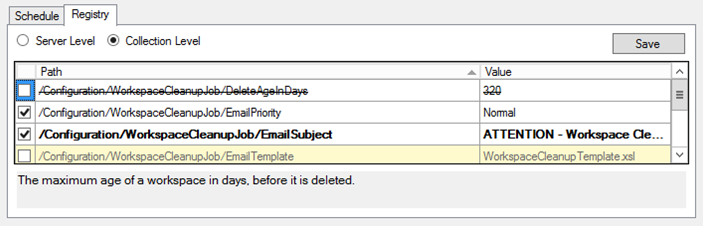 Schedule Registry
Server Level Collection Level Save
Path Value
/Configuration/WorkspaceCleanupJob/DeleteAgeInDays 320
/Configuration/WorkspaceCleanupJob/EmailPriority Normal
/Configuration/WorkspaceCleanupJob/EmailSubject ATTENTION - Workspace Cle...
/Configuration/WorkspaceCleanupJob/EmailTemplate WorkspaceCleanupTemplate.xsl
The maximum age of a workspace in days, before it is deleted.